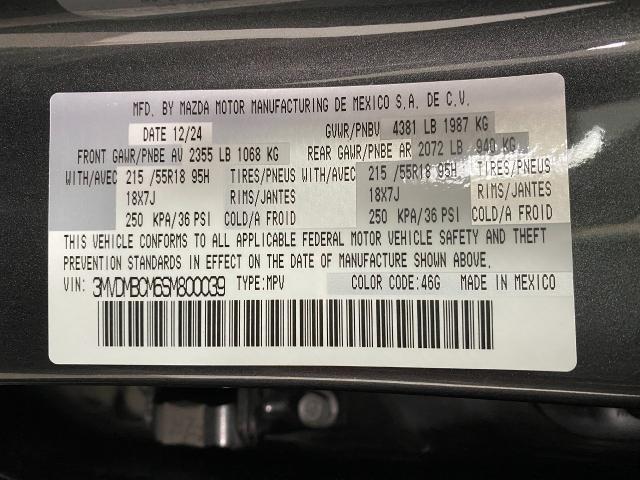 MFD. BY MAZDA MOTOR MANUFACTURING DE MEXICO S.A. DE C.V.
DATE 12/24 GVWR/PNBV 4381 LB 1987 KG
FRONT GAWR/PNBE AV 2355 LB 1068 KG REAR GAWR/PNBE AR 2072 LB 940 KG
WITH/AVEC 215 /55R18 95H TIRES/PNEUS WITH/AVEC 215 /55R18 95H TIRES/PNEUS
18X7J RIMS/JANTES 18X7J RIMS/JANTES
250 KPA/36 PSI COLD/A FROID 250 KPA/36 PSI COLD/A FROID
THIS VEHICLE CONFORMS TO ALL APPLICABLE FEDERAL MOTOR VEHICLE SAFETY AND THEFT
PREVENTION STANDARDS IN EFFECT ON THE DATE OF MANUFACTURE SHOWN ABOVE.
VIN: 3MVDMBCM6SM800039 TYPE:MPV COLOR CODE:46G MADE IN MEXICO